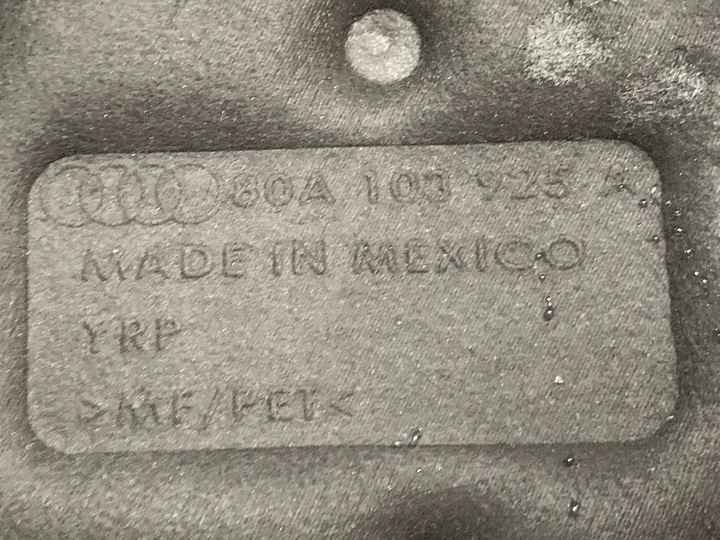 80A 103 925 A
MADE IN MEXICO
YRP
>MF/PET<